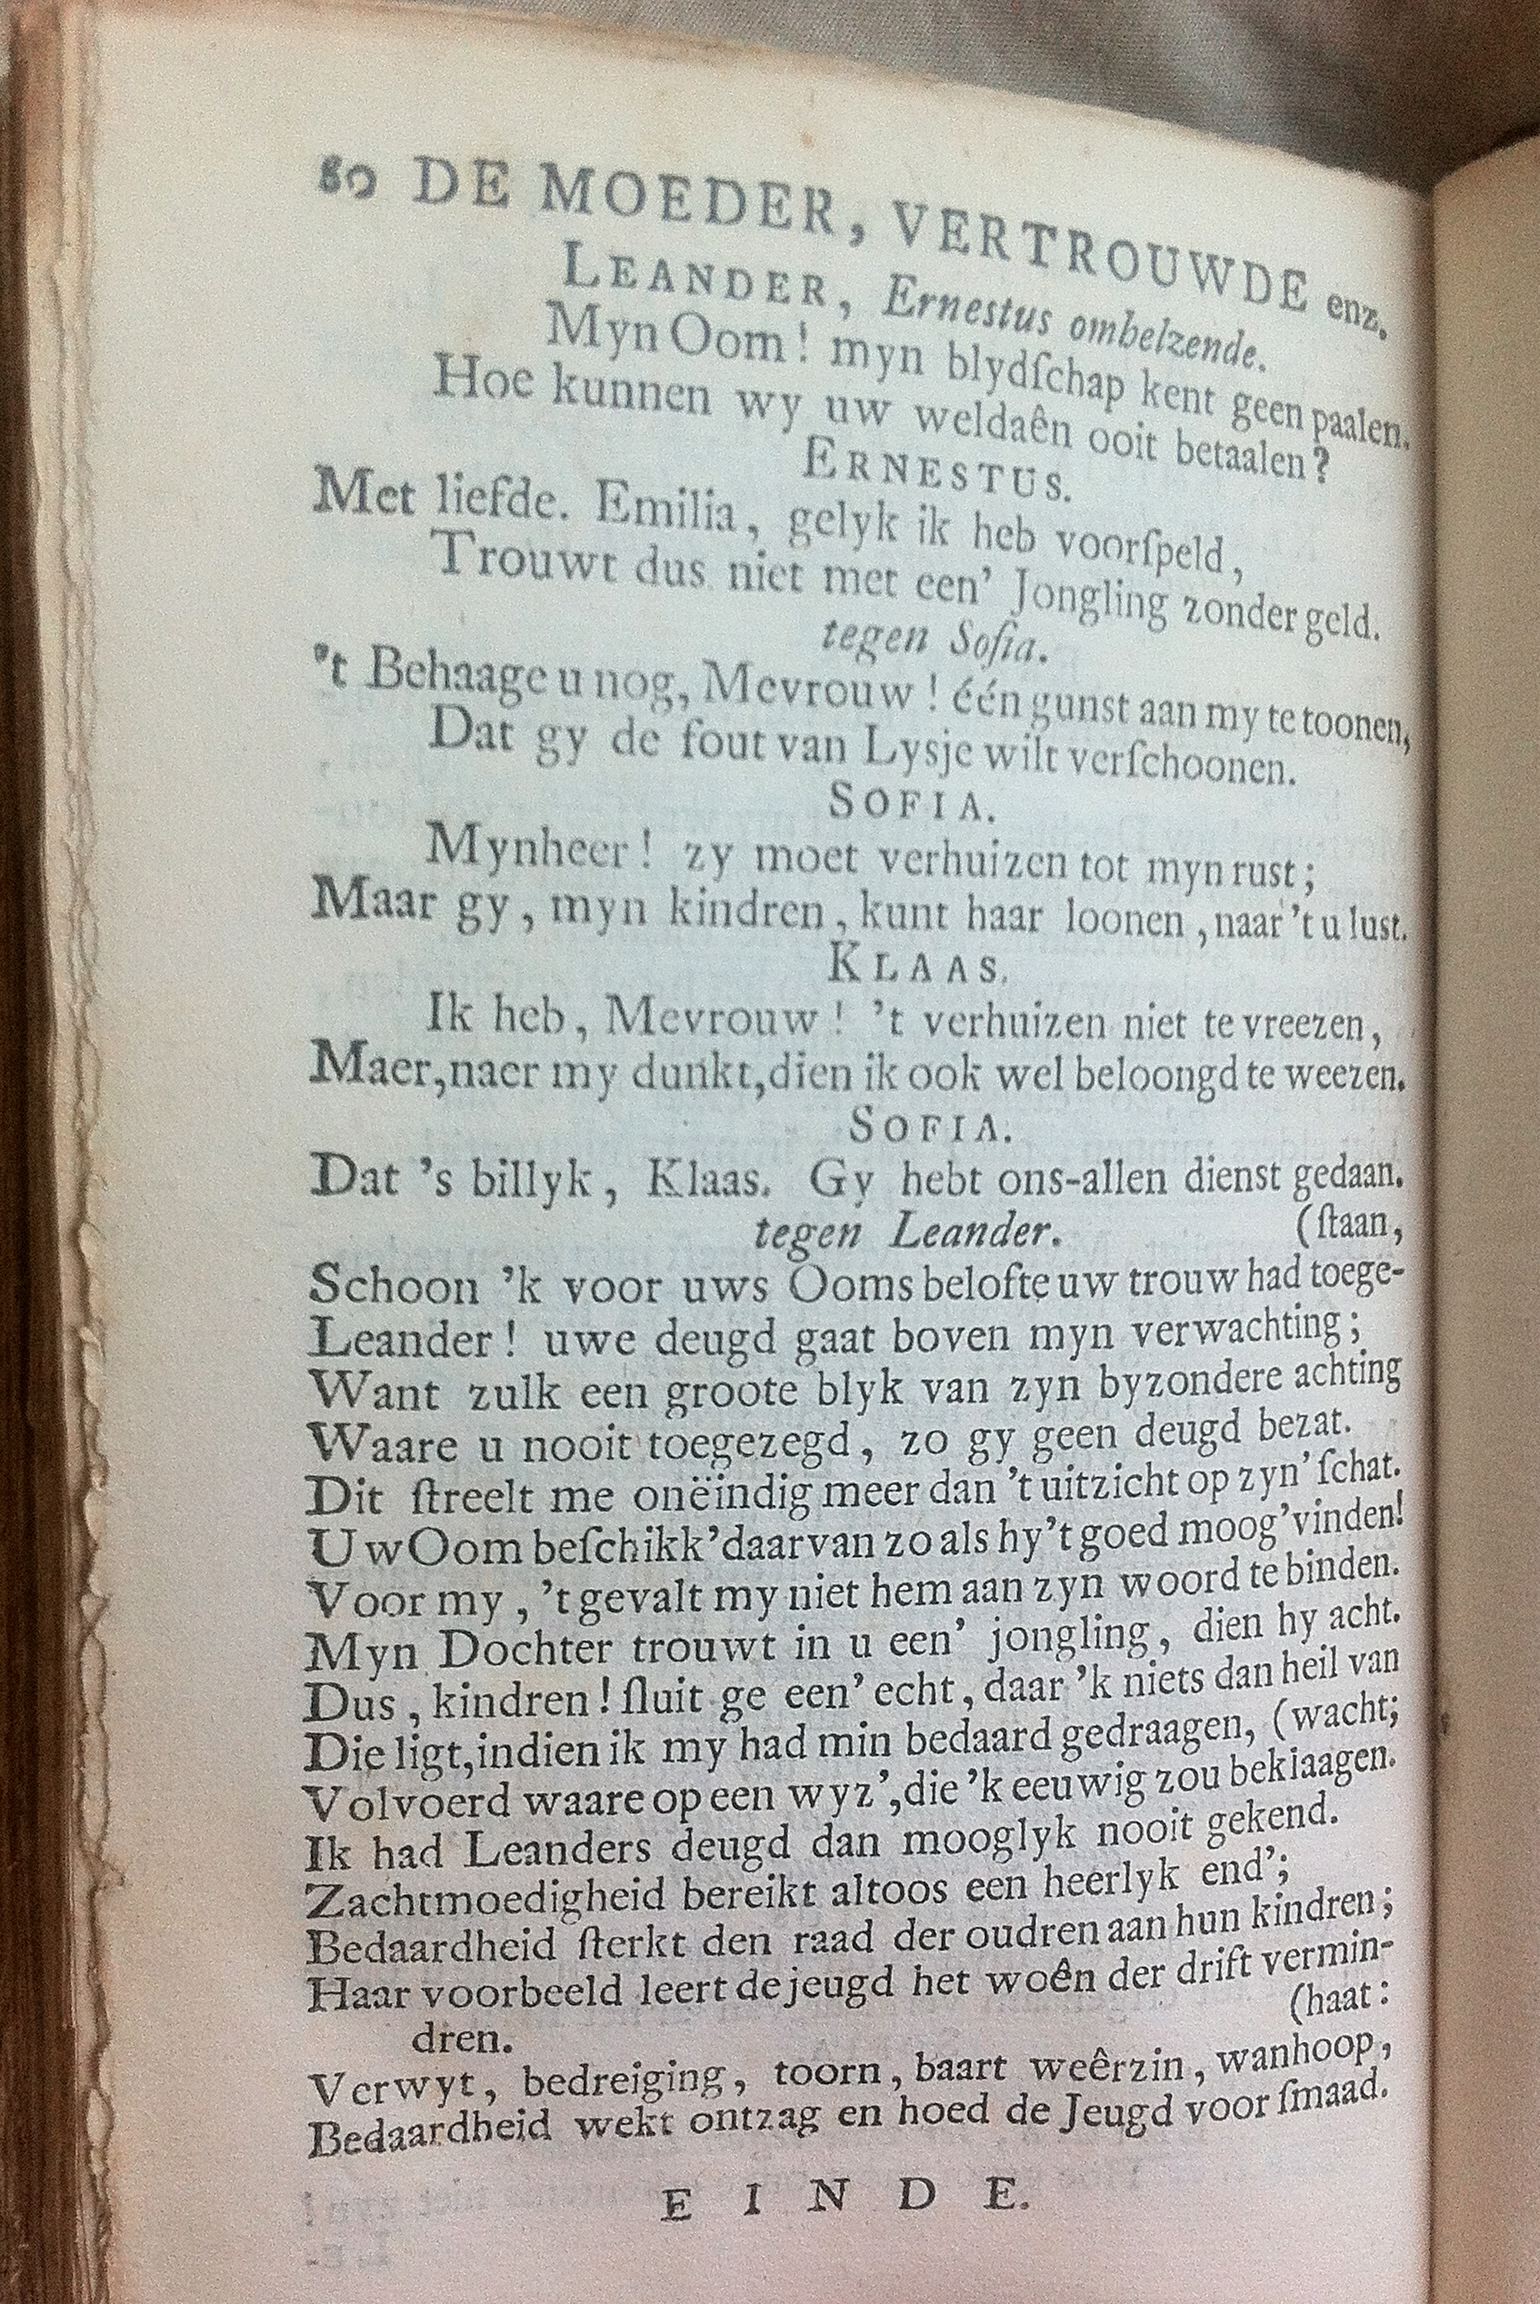 80 DE MOEDER, VERTROUWDE enz.
LEANDER, Ernestus omhelzende.
Myn Oom! myn blydſchap kent geen paalen.
Hoe kunnen wy uw weldaên ooit betaalen?
ERNESTUS.
Met liefde. Emilia, gelyk ik heb voorſpeld,
Trouwt dus niet met een' Jongling zonder geld.
tegen Sofia.
't Behaage u nog, Mevrouw! één gunst aan my te toonen,
Dat gy de fout van Lysje wilt verſchoonen.
SOFIA.
Mynheer! zy moet verhuizen tot myn rust;
Maar gy, myn kindren, kunt haar loonen, naar 't u lust.
KLAAS.
Ik heb, Mevrouw! 't verhuizen niet te vreezen,
Maer, naer my dunkt, dien ik ook wel beloongd te weezen.
SOFIA.
Dat 's billyk, Klaas. Gy hebt ons-allen dienst gedaan.
tegen Leander. (ſtaan,
Schoon 'k voor uws Ooms belofte uw trouw had toege-
Leander! uwe deugd gaat boven myn verwachting;
Want zulk een groote blyk van zyn byzondere achting
Waare u nooit toegezegd, zo gy geen deugd bezat.
Dit ſtreelt me onëindig meer dan 't uitzicht op zyn' ſchat.
Uw Oom beſchikk' daar van zo als hy 't goed moog' vinden!
Voor my, 't gevalt my niet hem aan zyn woord te binden.
Myn Dochter trouwt in u een' jongling, dien hy acht.
Dus, kindren! ſluit ge een' echt, daar 'k niets dan heil van
Die ligt, indien ik my had min bedaard gedraagen, (wacht;
Volvoerd waare op een wyz', die 'k eeuwig zou beklaagen.
Ik had Leanders deugd dan mooglyk nooit gekend.
Zachtmoedigheid bereikt altoos een heerlyk end';
Bedaardheid ſterkt den raad der oudren aan hun kindren;
Haar voorbeeld leert de jeugd het woên der drift vermin-
dren. (haat:
Verwyt, bedreiging, toorn, baart weêrzin, wanhoop,
Bedaardheid wekt ontzag en hoed de Jeugd voor ſmaad.
EINDE.